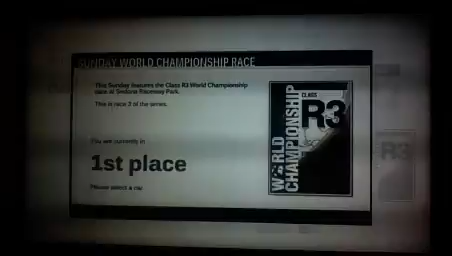 SUNDAY WORLD CHAMPIONSHIP RACE
This Sunday features the Class R3 World Championship
race at Sedona Raceway Park.
This is race 3 of the series.
You are currently in
1st place
Please select a car
WORLD
CHAMPIONSHIP
CLASS
R3
R3